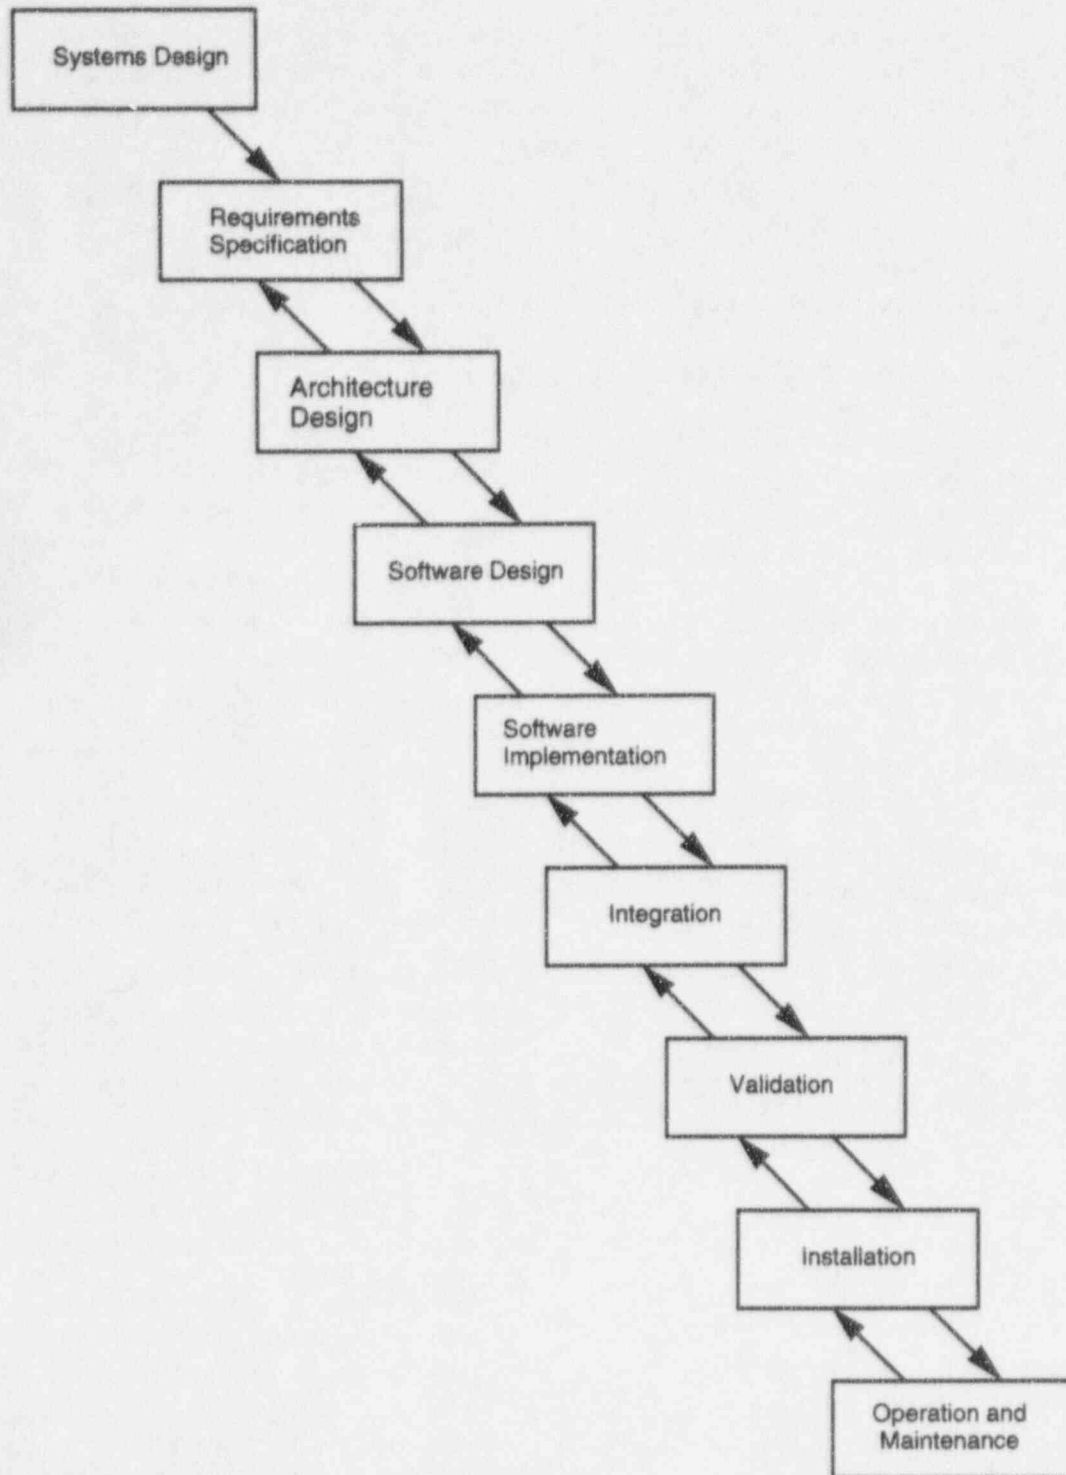 Systems Design
Requirements
Specification
Architecture
Design
Software Design
Software
Implementation
Integration
Validation
Installation
Operation and
Maintenance